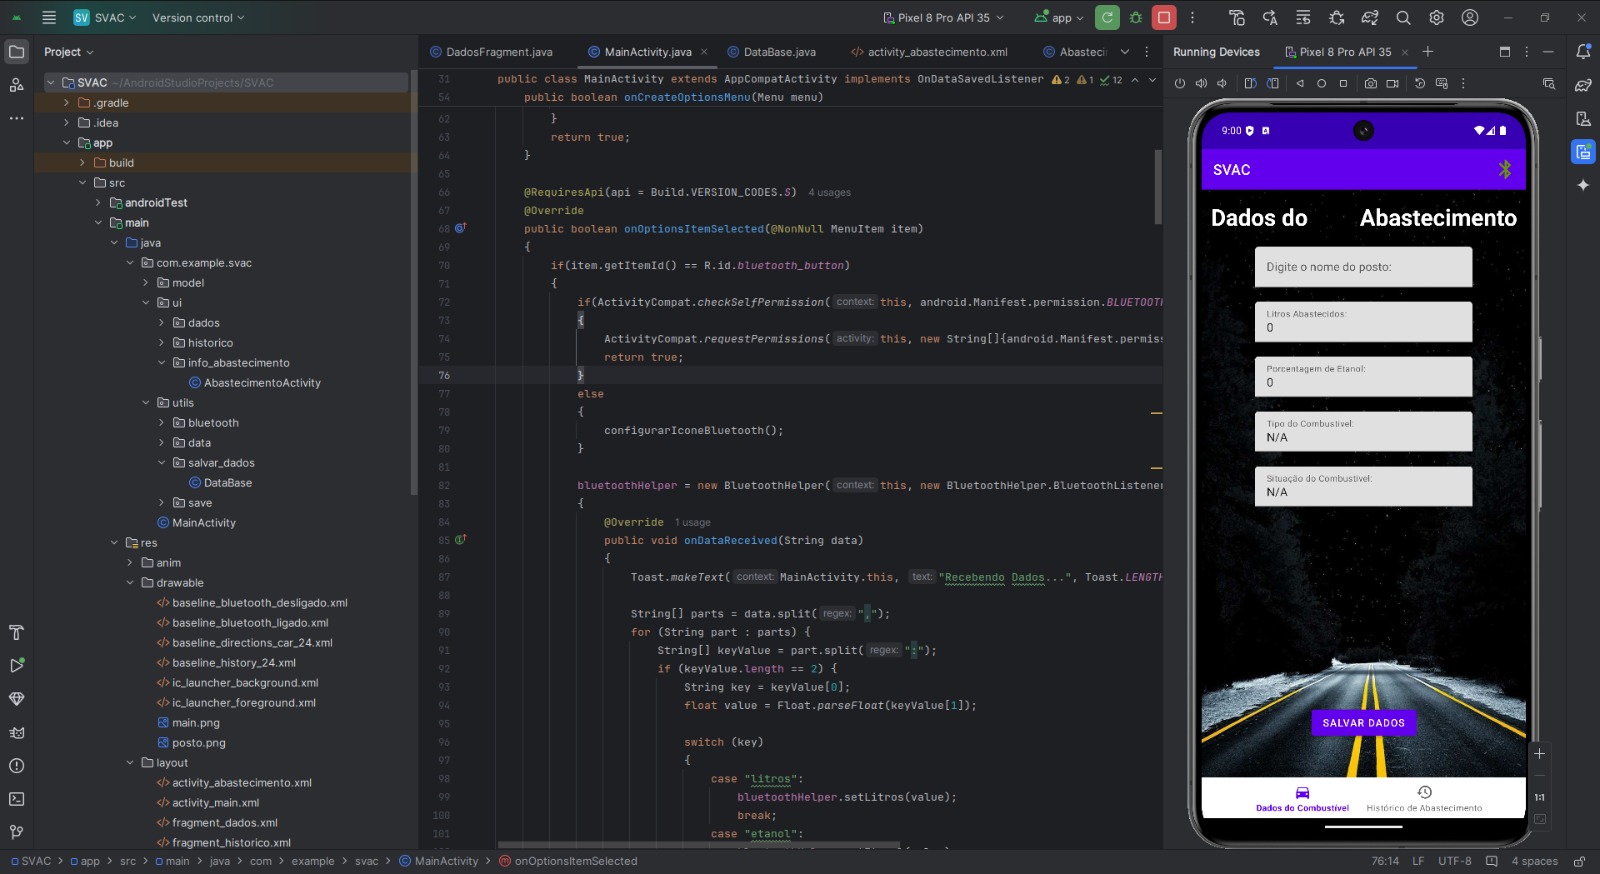 SV SVAC Version control Pixel 8 Pro API 35 app
Project
SVAC ~/AndroidStudioProjects/SVAC
.gradle
.idea
app
build
src
androidTest
main
java
com.example.svac
model
ui
dados
historico
info_abastecimento
AbastecimentoActivity
utils
bluetooth
data
salvar_dados
DataBase
save
MainActivity
res
anim
drawable
baseline_bluetooth_desligado.xml
baseline_bluetooth_ligado.xml
baseline_directions_car_24.xml
baseline_history_24.xml
ic_launcher_background.xml
ic_launcher_foreground.xml
main.png
posto.png
layout
activity_abastecimento.xml
activity_main.xml
fragment_dados.xml
fragment_historico.xml
DadosFragment.java MainActivity.java DataBase.java activity_abastecimento.xml Abasteci
31 public class MainActivity extends AppCompatActivity implements OnDataSavedListener 2 1 12
54 public boolean onCreateOptionsMenu(Menu menu)
62 }
63 return true;
64 }
65
66 @RequiresApi(api = Build.VERSION_CODES.S) 4 usages
67 @Override
68 public boolean onOptionsItemSelected(@NonNull MenuItem item)
69 {
70 if(item.getItemId() == R.id.bluetooth_button)
71 {
72 if(ActivityCompat.checkSelfPermission( context: this, android.Manifest.permission.BLUETOOTH
73 {
74 ActivityCompat.requestPermissions( activity: this, new String[]{android.Manifest.permiss
75 return true;
76 }
77 else
78 {
79 configurarIconeBluetooth();
80 }
81
82 bluetoothHelper = new BluetoothHelper( context: this, new BluetoothHelper.BluetoothListener
83 {
84 @Override 1 usage
85 public void onDataReceived(String data)
86 {
87 Toast.makeText( context: MainActivity.this, text: "Recebendo Dados...", Toast.LENGTH
88
89 String[] parts = data.split( regex: ",");
90 for (String part : parts) {
91 String[] keyValue = part.split( regex: ":");
92 if (keyValue.length == 2) {
93 String key = keyValue[0];
94 float value = Float.parseFloat(keyValue[1]);
95
96 switch (key)
97 {
98 case "litros":
99 bluetoothHelper.setLitros(value);
100 break;
101 case "etanol":
Running Devices Pixel 8 Pro API 35
9:00
SVAC
Dados do Abastecimento
Digite o nome do posto:
Litros Abastecidos:
0
Porcentagem de Etanol:
0
Tipo do Combustível:
N/A
Situação do Combustível:
N/A
SALVAR DADOS
Dados do Combustível Histórico de Abastecimento
1:1
SVAC > app > src > main > java > com > example > svac > MainActivity > onOptionsItemSelected
76:14 LF UTF-8 4 spaces